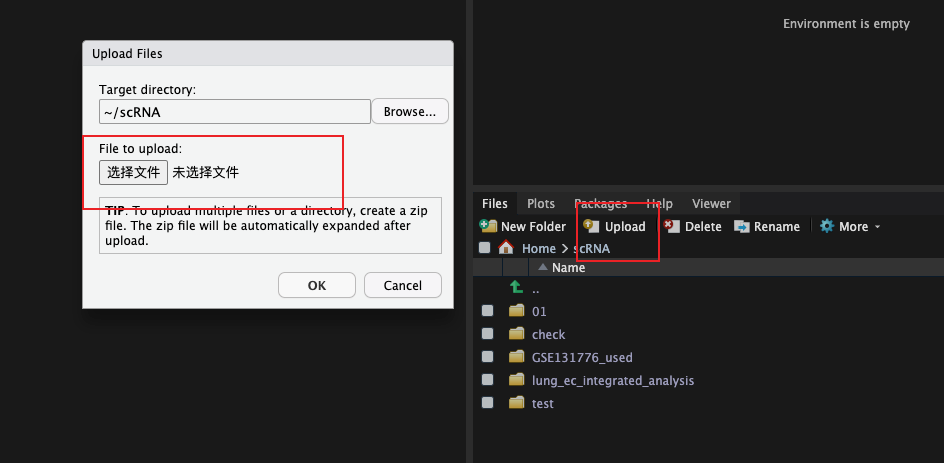 Environment is empty
Upload Files
Target directory:
~/scRNA
Browse...
File to upload:
选择文件 未选择文件
TIP: To upload multiple files or a directory, create a zip
file. The zip file will be automatically expanded after
upload.
OK
Cancel
Files Plots Packages Help Viewer
New Folder Upload Delete Rename More
Home scRNA
Name
..
01
check
GSE131776_used
lung_ec_integrated_analysis
test